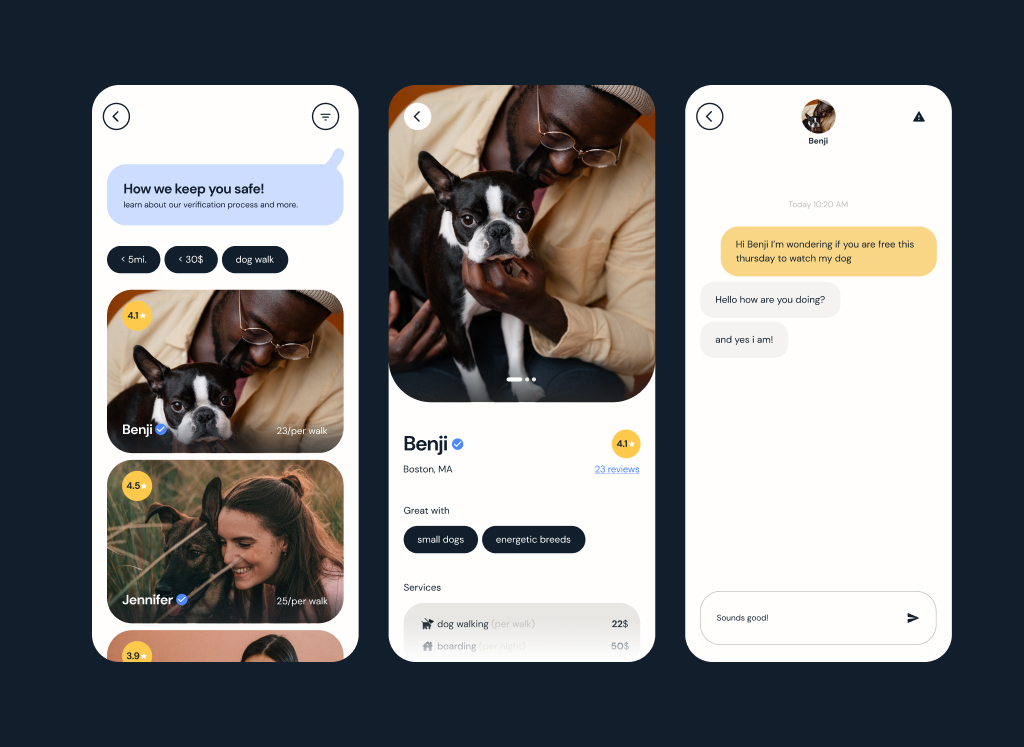 How we keep you safe!
learn about our verification process and more.
< 5mi.
< 30$
dog walk
4.1
Benji
23/per walk
4.5
Jennifer
25/per walk
3.9
Benji
4.1
Boston, MA
23 reviews
Great with
small dogs
energetic breeds
Services
dog walking (per walk) 22$
boarding (per night) 50$
Benji
Today 10:20 AM
Hi Benji I'm wondering if you are free this
thursday to watch my dog
Hello how are you doing?
and yes i am!
Sounds good!